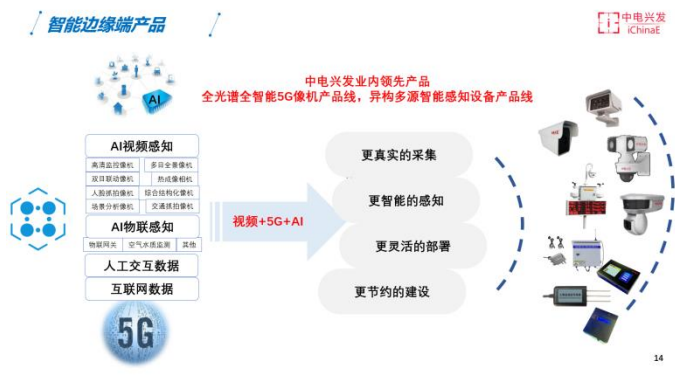 智能边缘端产品
中电兴发
iChinaE
中电兴发业内领先产品
全光谱全智能5G像机产品线，异构多源智能感知设备产品线
AI
AI视频感知
高清监控像机 多目全景像机
双目联动像机 热成像相机
人脸抓拍像机 综合结构化像机
场景分析像机 交通抓拍像机
AI物联感知
物联网关 空气水质监测 其他
人工交互数据
互联网数据
5G
视频+5G+AI
更真实的采集
更智能的感知
更灵活的部署
更节约的建设
14